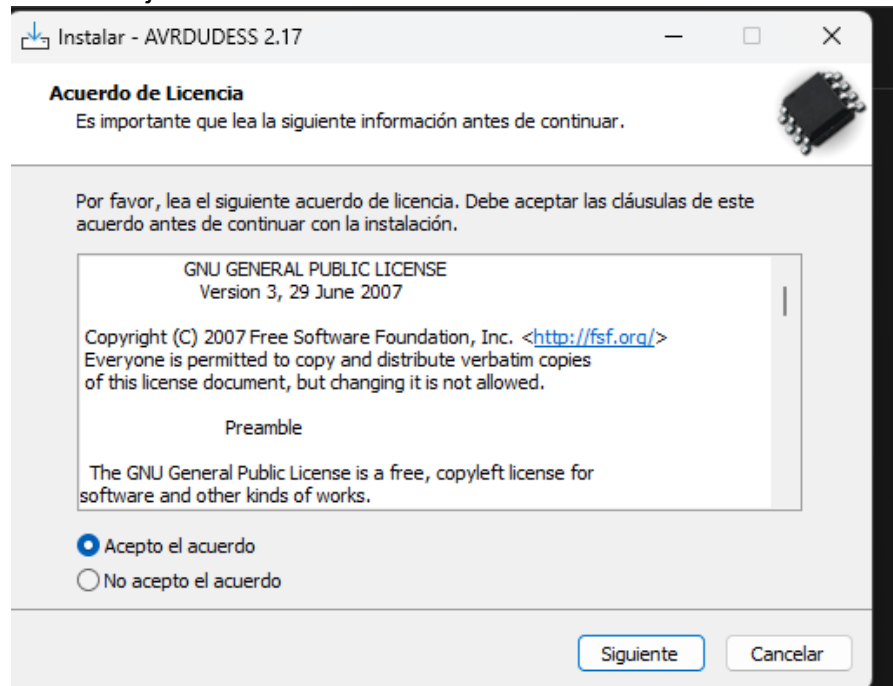 Instalar - AVRDUDESS 2.17
Acuerdo de Licencia
Es importante que lea la siguiente información antes de continuar.
Por favor, lea el siguiente acuerdo de licencia. Debe aceptar las cláusulas de este
acuerdo antes de continuar con la instalación.
GNU GENERAL PUBLIC LICENSE
Version 3, 29 June 2007
Copyright (C) 2007 Free Software Foundation, Inc. <http://fsf.org/>
Everyone is permitted to copy and distribute verbatim copies
of this license document, but changing it is not allowed.
Preamble
The GNU General Public License is a free, copyleft license for
software and other kinds of works.
Acepto el acuerdo
No acepto el acuerdo
Siguiente
Cancelar